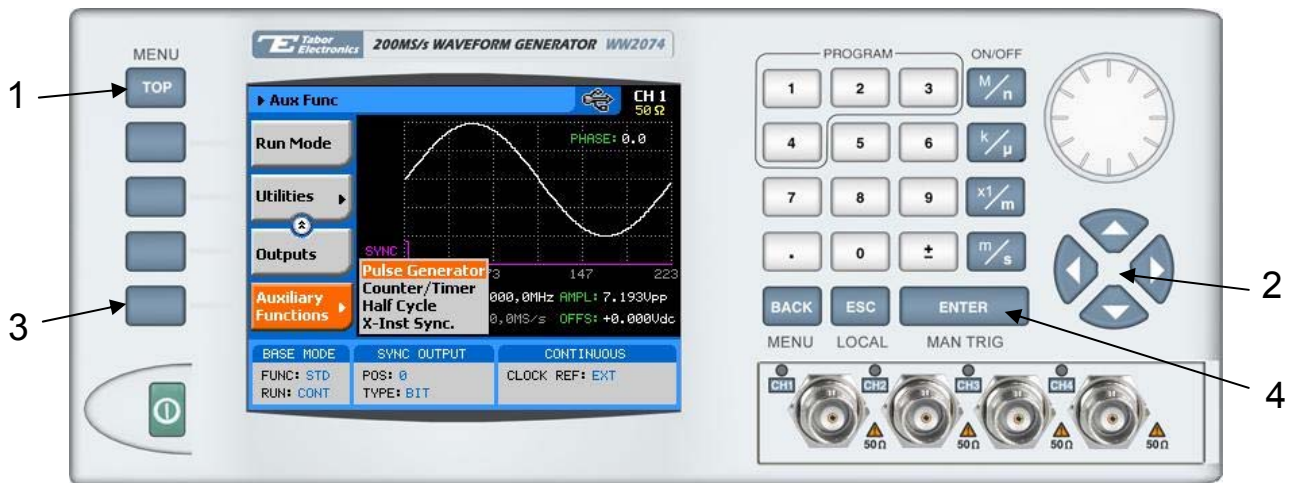 Tabor
Electronics
200MS/s WAVEFORM GENERATOR WW2074
MENU
TOP
1
3
▸ Aux Func
CH 1
50 Ω
Run Mode
Utilities
Outputs
Auxiliary
Functions
PHASE: 0.0
SYNC
Pulse Generator
Counter/Timer
Half Cycle
X-Inst Sync.
3 147 223
000,0MHz AMPL: 7.193Vpp
0,0MS/s OFFS: +0.000Vdc
BASE MODE
FUNC: STD
RUN: CONT
SYNC OUTPUT
POS: 0
TYPE: BIT
CONTINUOUS
CLOCK REF: EXT
PROGRAM
ON/OFF
1 2 3 M/n
4 5 6 k/µ
7 8 9 x1/m
. 0 ± m/s
BACK ESC ENTER
MENU LOCAL MAN TRIG
2
4
CH1 CH2 CH3 CH4
50Ω 50Ω 50Ω 50Ω